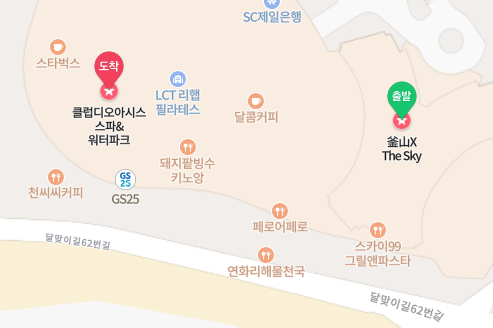 SC제일은행
스타벅스
도착
LCT 리햅
필라테스
출발
클럽디오아시스
스파&
워터파크
달콤커피
釜山X
The Sky
돼지팥빙수
키노앙
GS
25
천씨씨커피
GS25
페로어페로
달맞이길62번길
스카이99
그릴앤파스타
연화리해물천국
달맞이길62번길